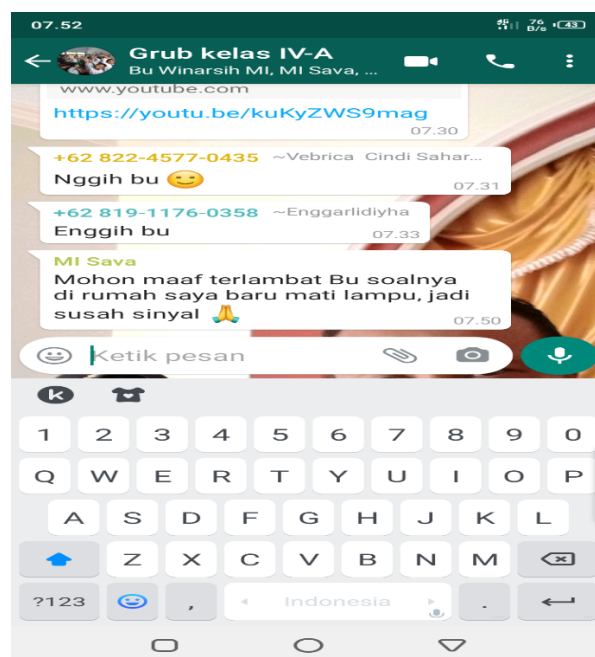 07.52
76 B/s 43
Grub kelas IV-A
Bu Winarsih MI, MI Sava, ...
www.youtube.com
https://youtu.be/kuKyZWS9mag
07.30
+62 822-4577-0435 ~Vebrica Cindi Sahar...
Nggih bu 😊
07.31
+62 819-1176-0358 ~Enggarlidiyha
Enggih bu
07.33
MI Sava
Mohon maaf terlambat Bu soalnya
di rumah saya baru mati lampu, jadi
susah sinyal 🙏
07.50
Ketik pesan
K
1 2 3 4 5 6 7 8 9 0
Q W E R T Y U I O P
A S D F G H J K L
Z X C V B N M
?123 , Indonesia .